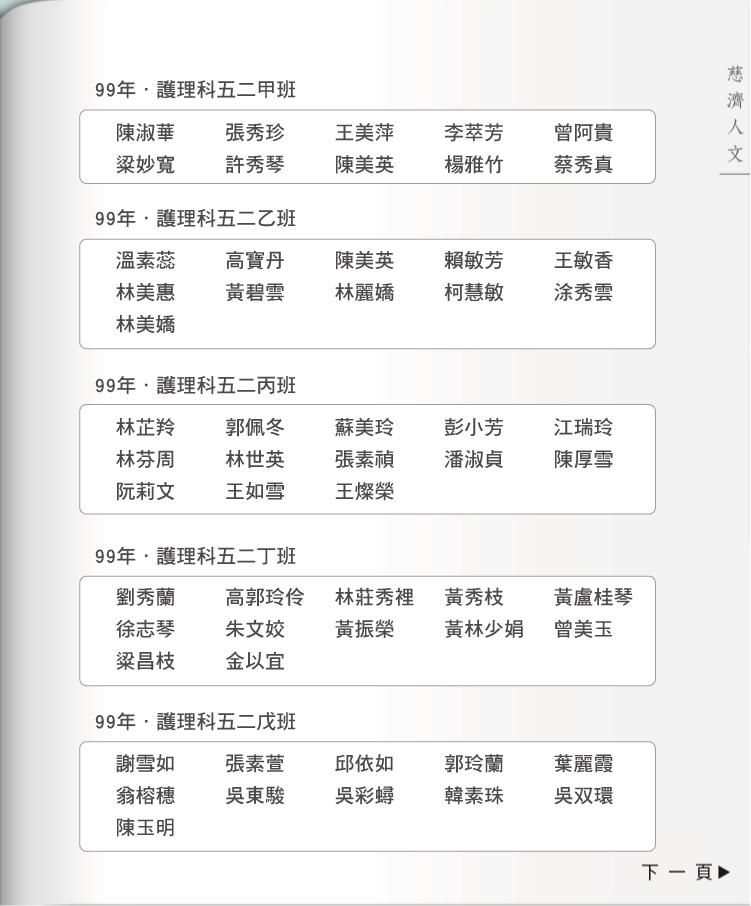 慈濟人文
99年 · 護理科五二甲班
陳淑華 張秀珍 王美萍 李萃芳 曾阿貴
梁妙寬 許秀琴 陳美英 楊雅竹 蔡秀真
99年 · 護理科五二乙班
溫素蕊 高寶丹 陳美英 賴敏芳 王敏香
林美惠 黃碧雲 林麗嬌 柯慧敏 涂秀雲
林美嬌
99年 · 護理科五二丙班
林芷羚 郭佩冬 蘇美玲 彭小芳 江瑞玲
林芬周 林世英 張素禎 潘淑貞 陳厚雪
阮莉文 王如雪 王燦榮
99年 · 護理科五二丁班
劉秀蘭 高郭玲伶 林莊秀裡 黃秀枝 黃盧桂琴
徐志琴 朱文姣 黃振榮 黃林少娟 曾美玉
梁昌枝 金以宜
99年 · 護理科五二戊班
謝雪如 張素萱 邱依如 郭玲蘭 葉麗霞
翁榕穗 吳東駿 吳彩蟳 韓素珠 吳双環
陳玉明
下一頁▶